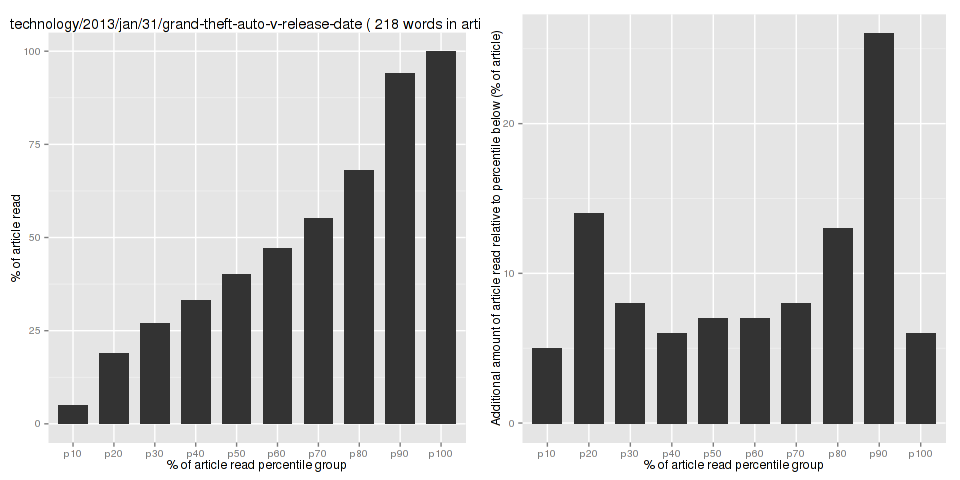 technology/2013/jan/31/grand-theft-auto-v-release-date ( 218 words in arti
% of article read
100
75
50
25
0
p10 p20 p30 p40 p50 p60 p70 p80 p90 p100
% of article read percentile group
Additional amount of article read relative to percentile below (% of article)
20
10
0
p10 p20 p30 p40 p50 p60 p70 p80 p90 p100
% of article read percentile group